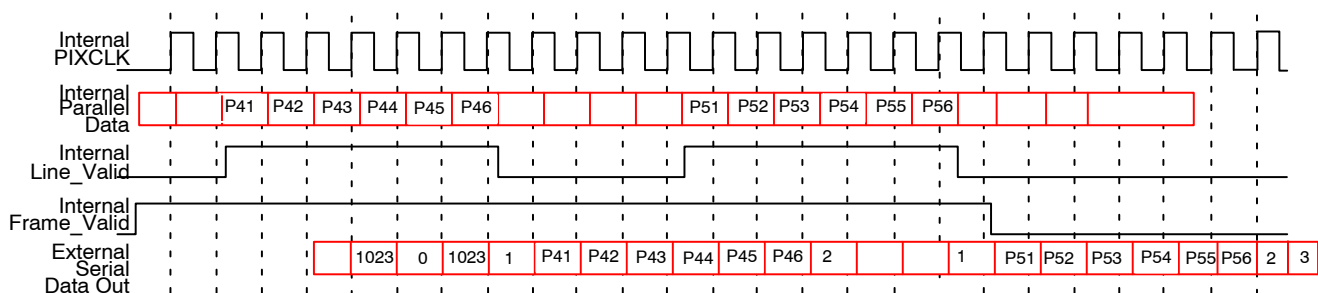 Internal
PIXCLK
Internal
Parallel
Data
P41 P42 P43 P44 P45 P46 P51 P52 P53 P54 P55 P56
Internal
Line_Valid
Internal
Frame_Valid
External
Serial
Data Out
1023 0 1023 1 P41 P42 P43 P44 P45 P46 2 1 P51 P52 P53 P54 P55 P56 2 3